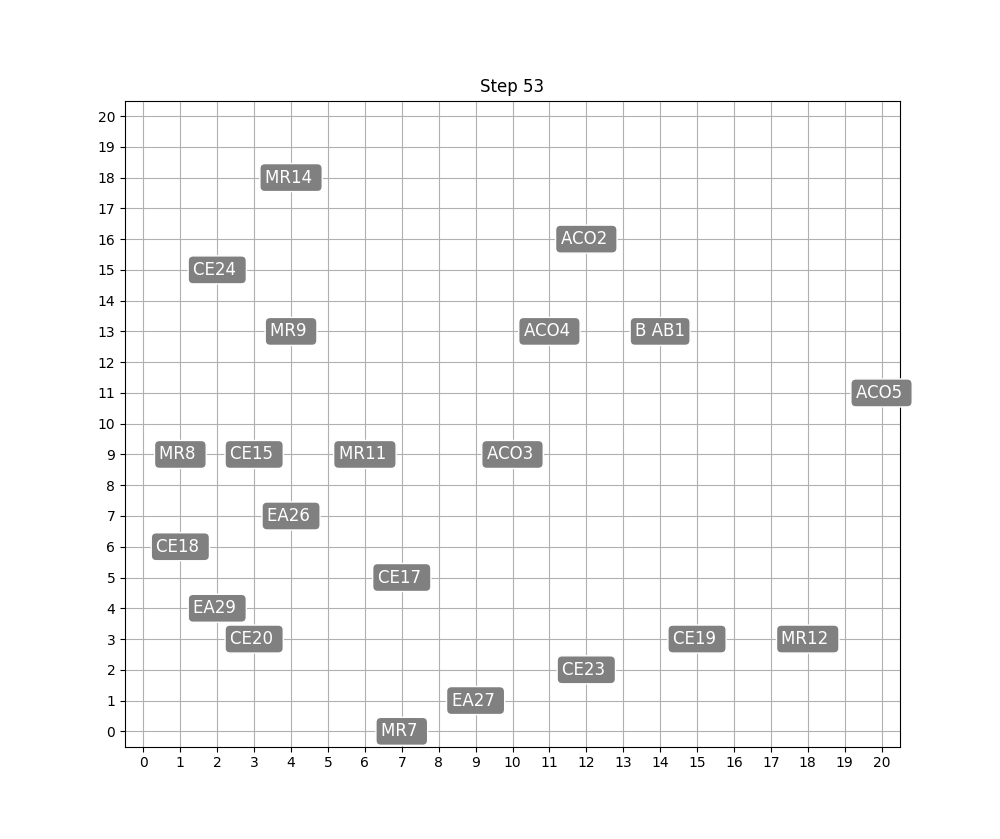 Step 53
20
19
MR14
18
17
ACO2
16
CE24
15
14
MR9 ACO4 B AB1
13
12
ACO5
11
10
MR8 CE15 MR11 ACO3
9
8
EA26
7
CE18
6
CE17
5
EA29
4
CE20 CE19 MR12
3
CE23
2
EA27
1
MR7
0
0 1 2 3 4 5 6 7 8 9 10 11 12 13 14 15 16 17 18 19 20